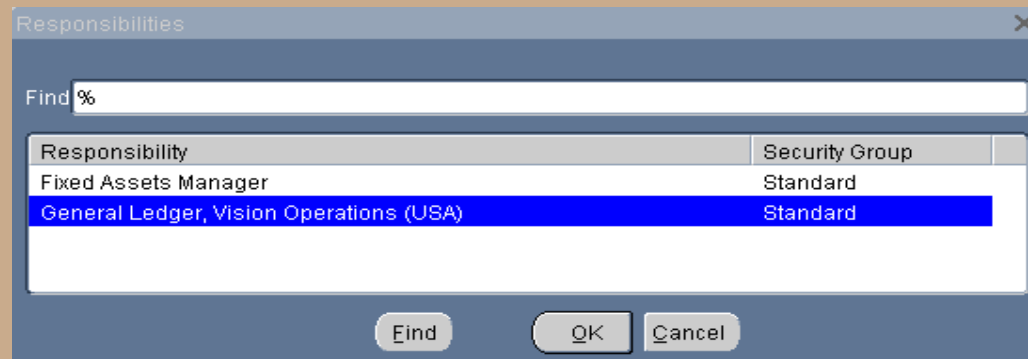 Responsibilities
Find %
Responsibility Security Group
Fixed Assets Manager Standard
General Ledger, Vision Operations (USA) Standard
Find OK Cancel